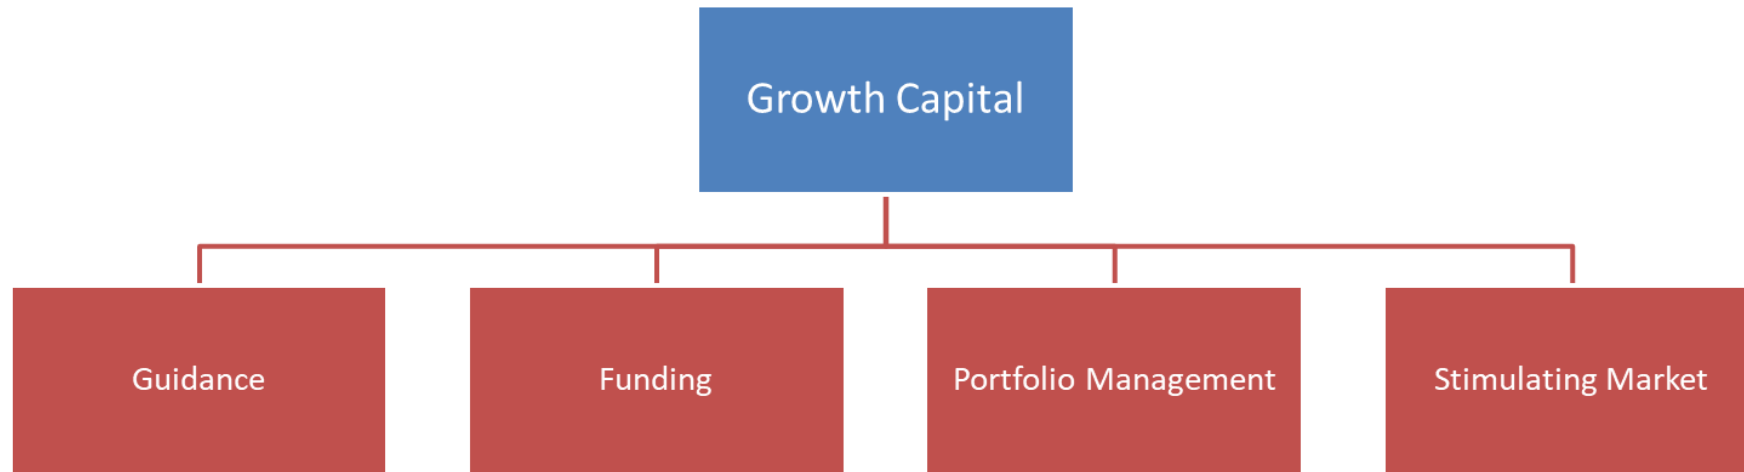 Growth Capital
Guidance
Funding
Portfolio Management
Stimulating Market